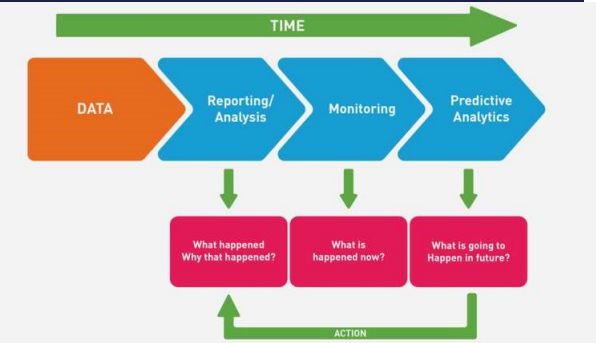 TIME
DATA
Reporting/
Analysis
Monitoring
Predictive
Analytics
What happened
Why that happened?
What is
happened now?
What is going to
Happen in future?
ACTION